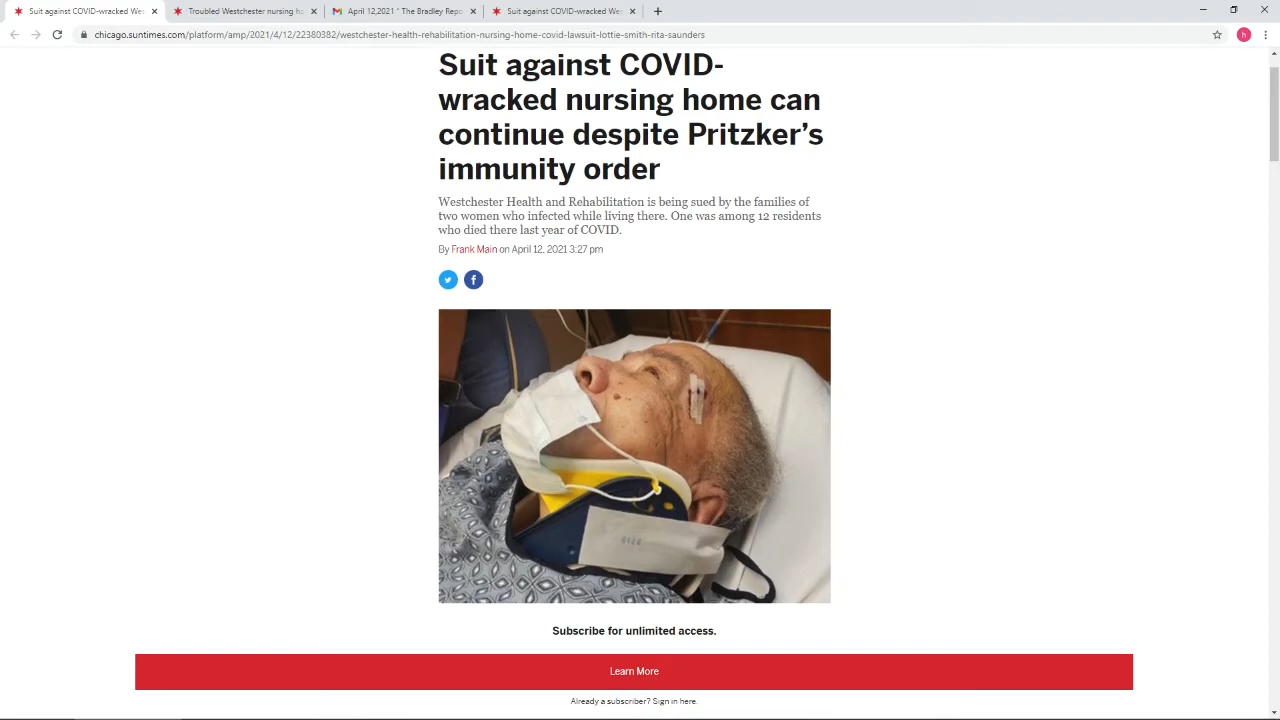 Suit against COVID-wracked Wes
Troubled Westchester nursing ho
April 12,2021 " The Bradley Repo
Suit against COVID-wracked Wes
chicago.suntimes.com/platform/amp/2021/4/12/22380382/westchester-health-rehabilitation-nursing-home-covid-lawsuit-lottie-smith-rita-saunders
h
Suit against COVID-
wracked nursing home can
continue despite Pritzker’s
immunity order
Westchester Health and Rehabilitation is being sued by the families of
two women who infected while living there. One was among 12 residents
who died there last year of COVID.
By Frank Main on April 12, 2021 3:27 pm
Subscribe for unlimited access.
Learn More
Already a subscriber? Sign in here.